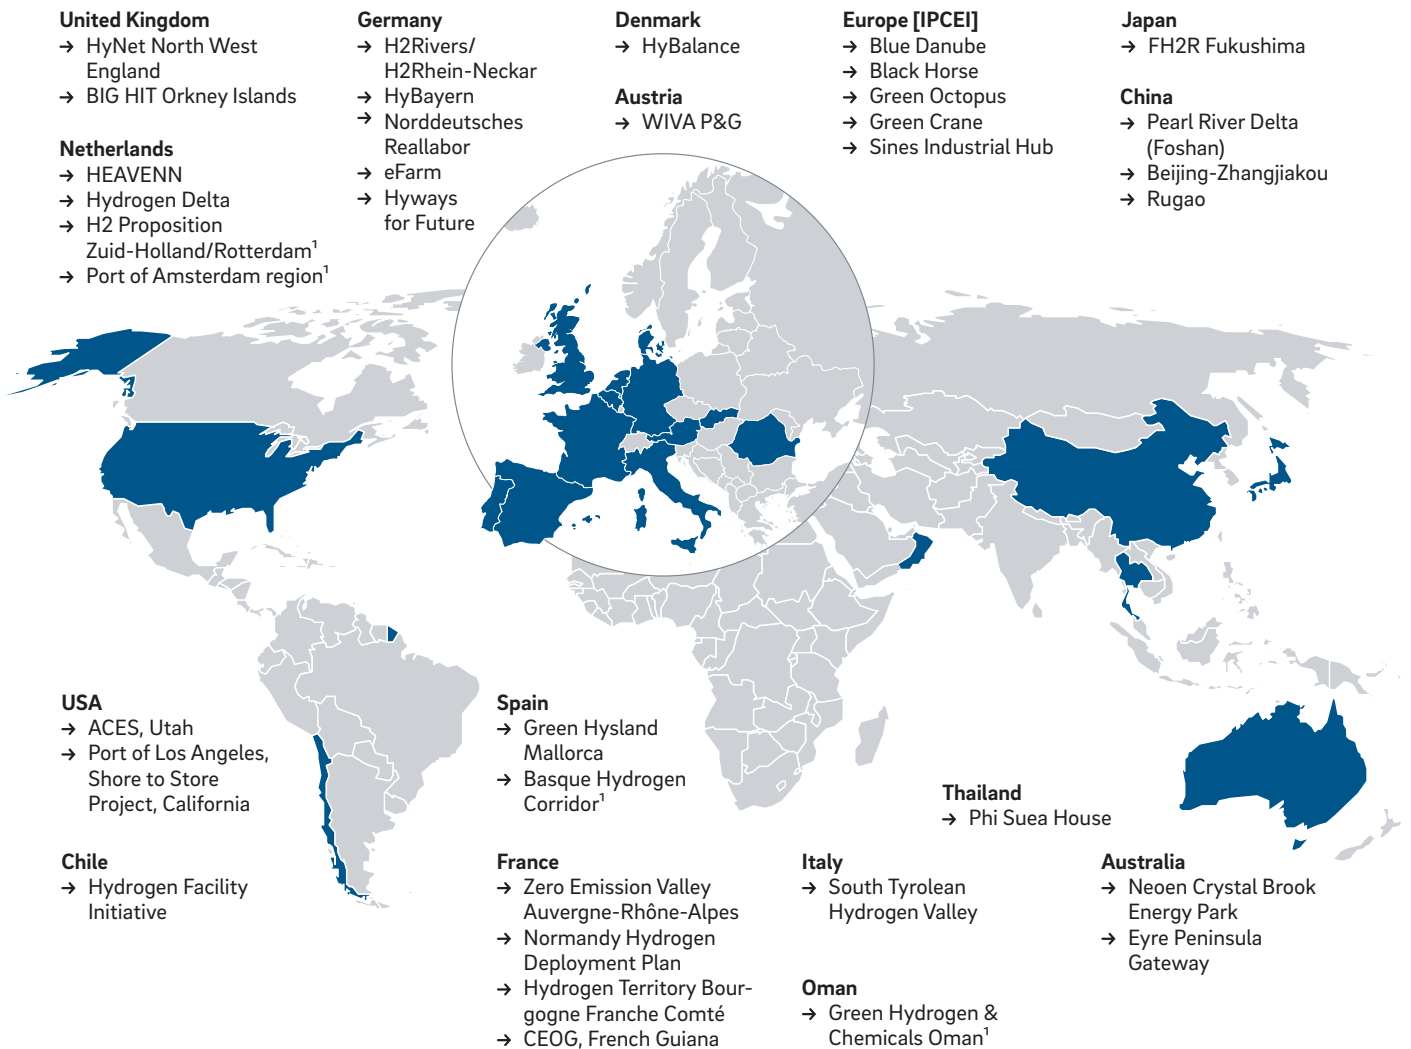 United Kingdom
→ HyNet North West
England
→ BIG HIT Orkney Islands
Netherlands
→ HEAVENN
→ Hydrogen Delta
→ H2 Proposition
Zuid-Holland/Rotterdam¹
→ Port of Amsterdam region¹
Germany
→ H2Rivers/
H2Rhein-Neckar
→ HyBayern
→ Norddeutsches
Reallabor
→ eFarm
→ Hyways
for Future
Denmark
→ HyBalance
Austria
→ WIVA P&G
Europe [IPCEI]
→ Blue Danube
→ Black Horse
→ Green Octopus
→ Green Crane
→ Sines Industrial Hub
Japan
→ FH2R Fukushima
China
→ Pearl River Delta
(Foshan)
→ Beijing-Zhangjiakou
→ Rugao
USA
→ ACES, Utah
→ Port of Los Angeles,
Shore to Store
Project, California
Chile
→ Hydrogen Facility
Initiative
Spain
→ Green Hysland
Mallorca
→ Basque Hydrogen
Corridor¹
France
→ Zero Emission Valley
Auvergne-Rhône-Alpes
→ Normandy Hydrogen
Deployment Plan
→ Hydrogen Territory Bour-
gogne Franche Comté
→ CEOG, French Guiana
Italy
→ South Tyrolean
Hydrogen Valley
Oman
→ Green Hydrogen &
Chemicals Oman¹
Thailand
→ Phi Suea House
Australia
→ Neoen Crystal Brook
Energy Park
→ Eyre Peninsula
Gateway